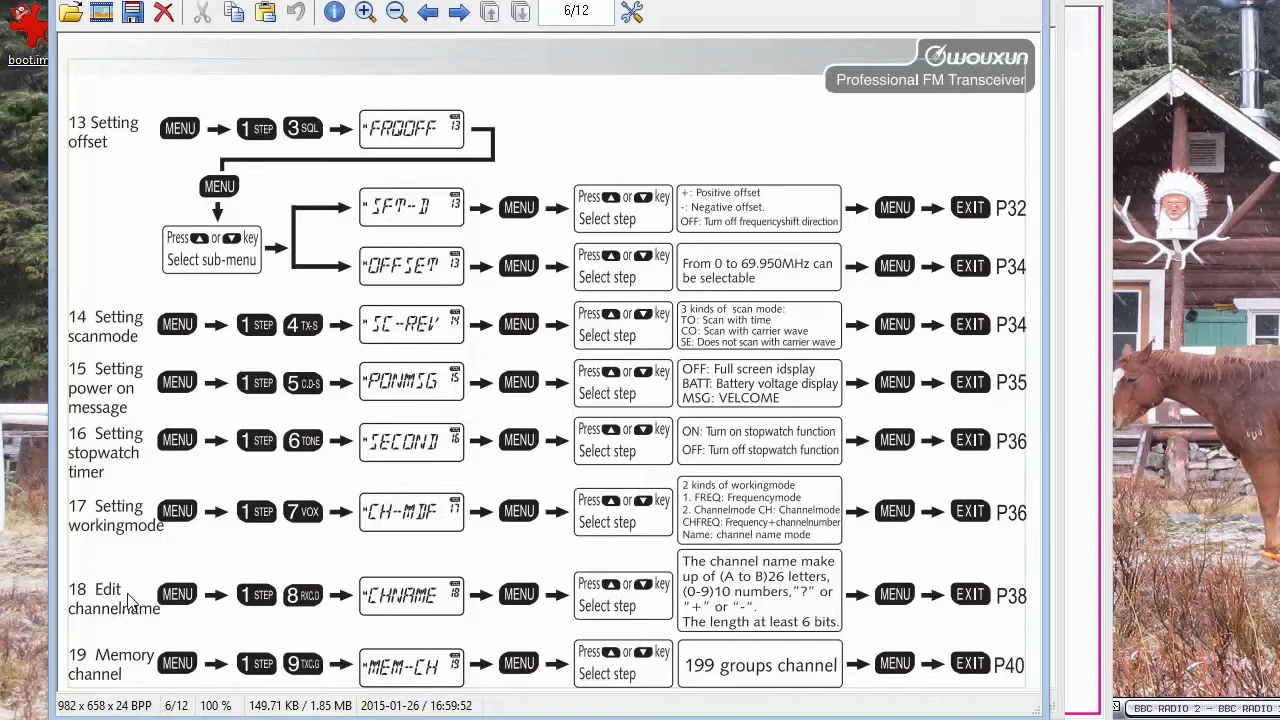 6/12
boot.im
WOUXUN
Professional FM Transceiver
13 Setting
offset
MENU
1 STEP
3 SQL
FRQOFF 13
MENU
Press or key
Select sub-menu
SFT-D 13
MENU
Press or key
Select step
+: Positive offset
-: Negative offset.
OFF: Turn off frequencyshift direction
MENU
EXIT P32
OFFSET 13
MENU
Press or key
Select step
From 0 to 69.950MHz can
be selectable
MENU
EXIT P34
14 Setting
scanmode
MENU
1 STEP
4 TX-S
SC-REV 14
MENU
Press or key
Select step
3 kinds of scan mode:
TO: Scan with time
CO: Scan with carrier wave
SE: Does not scan with carrier wave
MENU
EXIT P34
15 Setting
power on
message
MENU
1 STEP
5 C.D-S
PONMSG 15
MENU
Press or key
Select step
OFF: Full screen idsplay
BATT: Battery voltage display
MSG: VELCOME
MENU
EXIT P35
16 Setting
stopwatch
timer
MENU
1 STEP
6 TONE
SECOND 16
MENU
Press or key
Select step
ON: Turn on stopwatch function
OFF: Turn off stopwatch function
MENU
EXIT P36
17 Setting
workingmode
MENU
1 STEP
7 VOX
CH-MDF 17
MENU
Press or key
Select step
2 kinds of workingmode
1. FREQ: Frequencymode
2. Channelmode CH: Channelmode
CHFREQ: Frequency+channelnumber
Name: channel name mode
MENU
EXIT P36
18 Edit
channelname
MENU
1 STEP
8 RXC.D
CHNAME 18
MENU
Press or key
Select step
The channel name make
up of (A to B)26 letters,
(0-9)10 numbers,"?" or
"+" or "-".
The length at least 6 bits.
MENU
EXIT P38
19 Memory
channel
MENU
1 STEP
9 TXC.G
MEM-CH 19
MENU
Press or key
Select step
199 groups channel
MENU
EXIT P40
982 x 658 x 24 BPP
6/12
100 %
149.71 KB / 1.85 MB
2015-01-26 / 06:59:52
BBC RADIO 2 - BBC RADIO